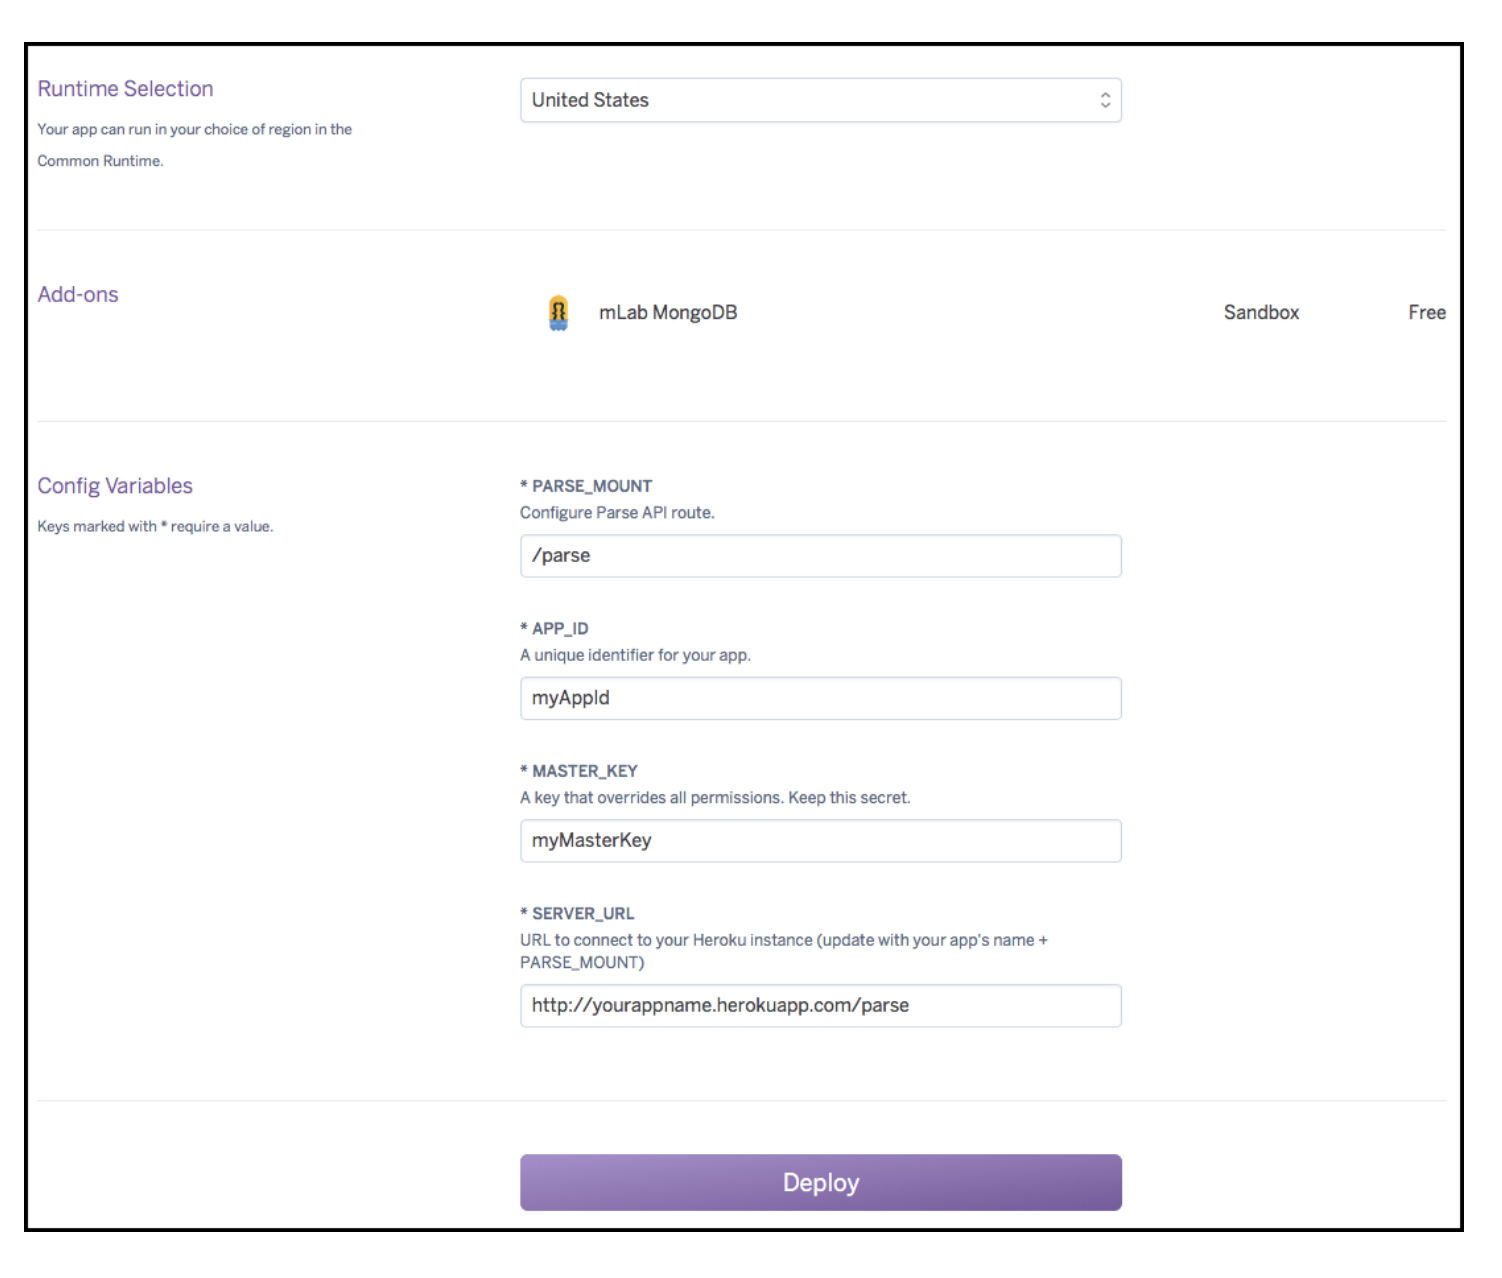 Runtime Selection
United States
Your app can run in your choice of region in the
Common Runtime.
Add-ons
mLab MongoDB
Sandbox
Free
Config Variables
Keys marked with * require a value.
* PARSE_MOUNT
Configure Parse API route.
/parse
* APP_ID
A unique identifier for your app.
myAppId
* MASTER_KEY
A key that overrides all permissions. Keep this secret.
myMasterKey
* SERVER_URL
URL to connect to your Heroku instance (update with your app's name +
PARSE_MOUNT)
http://yourappname.herokuapp.com/parse
Deploy